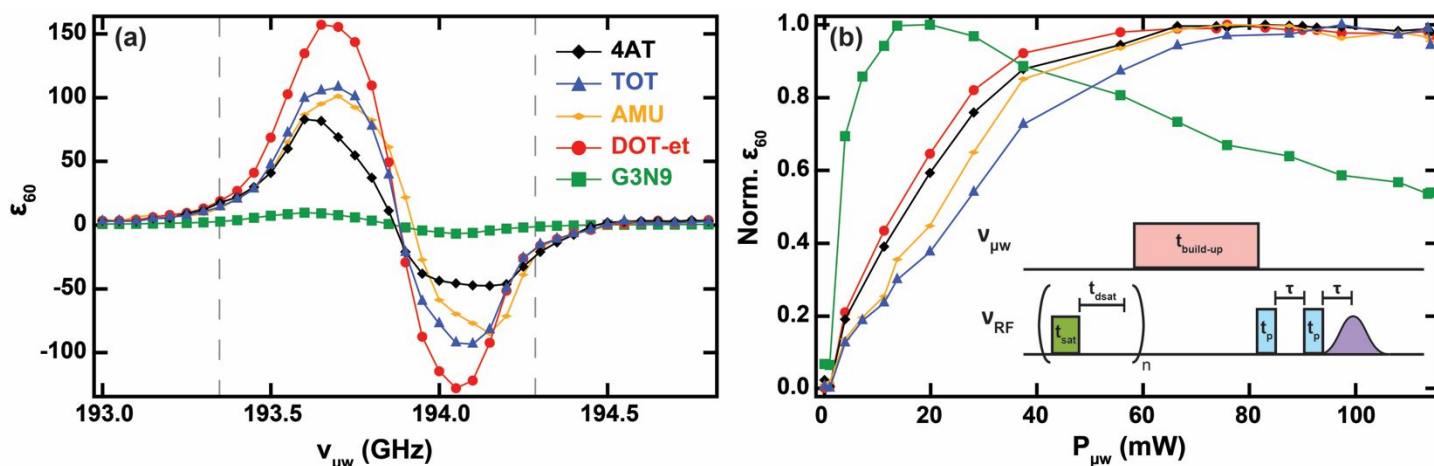 (a)
150
100
50
0
-50
-100
ε60
4AT
TOT
AMU
DOT-et
G3N9
193.0
193.5
194.0
194.5
νμw (GHz)
(b)
1.0
0.8
0.6
0.4
0.2
0.0
Norm. ε60
νμw
tbuild-up
νRF
tsat
tdsat
n
tp
τ
tp
τ
0
20
40
60
80
100
Pμw (mW)